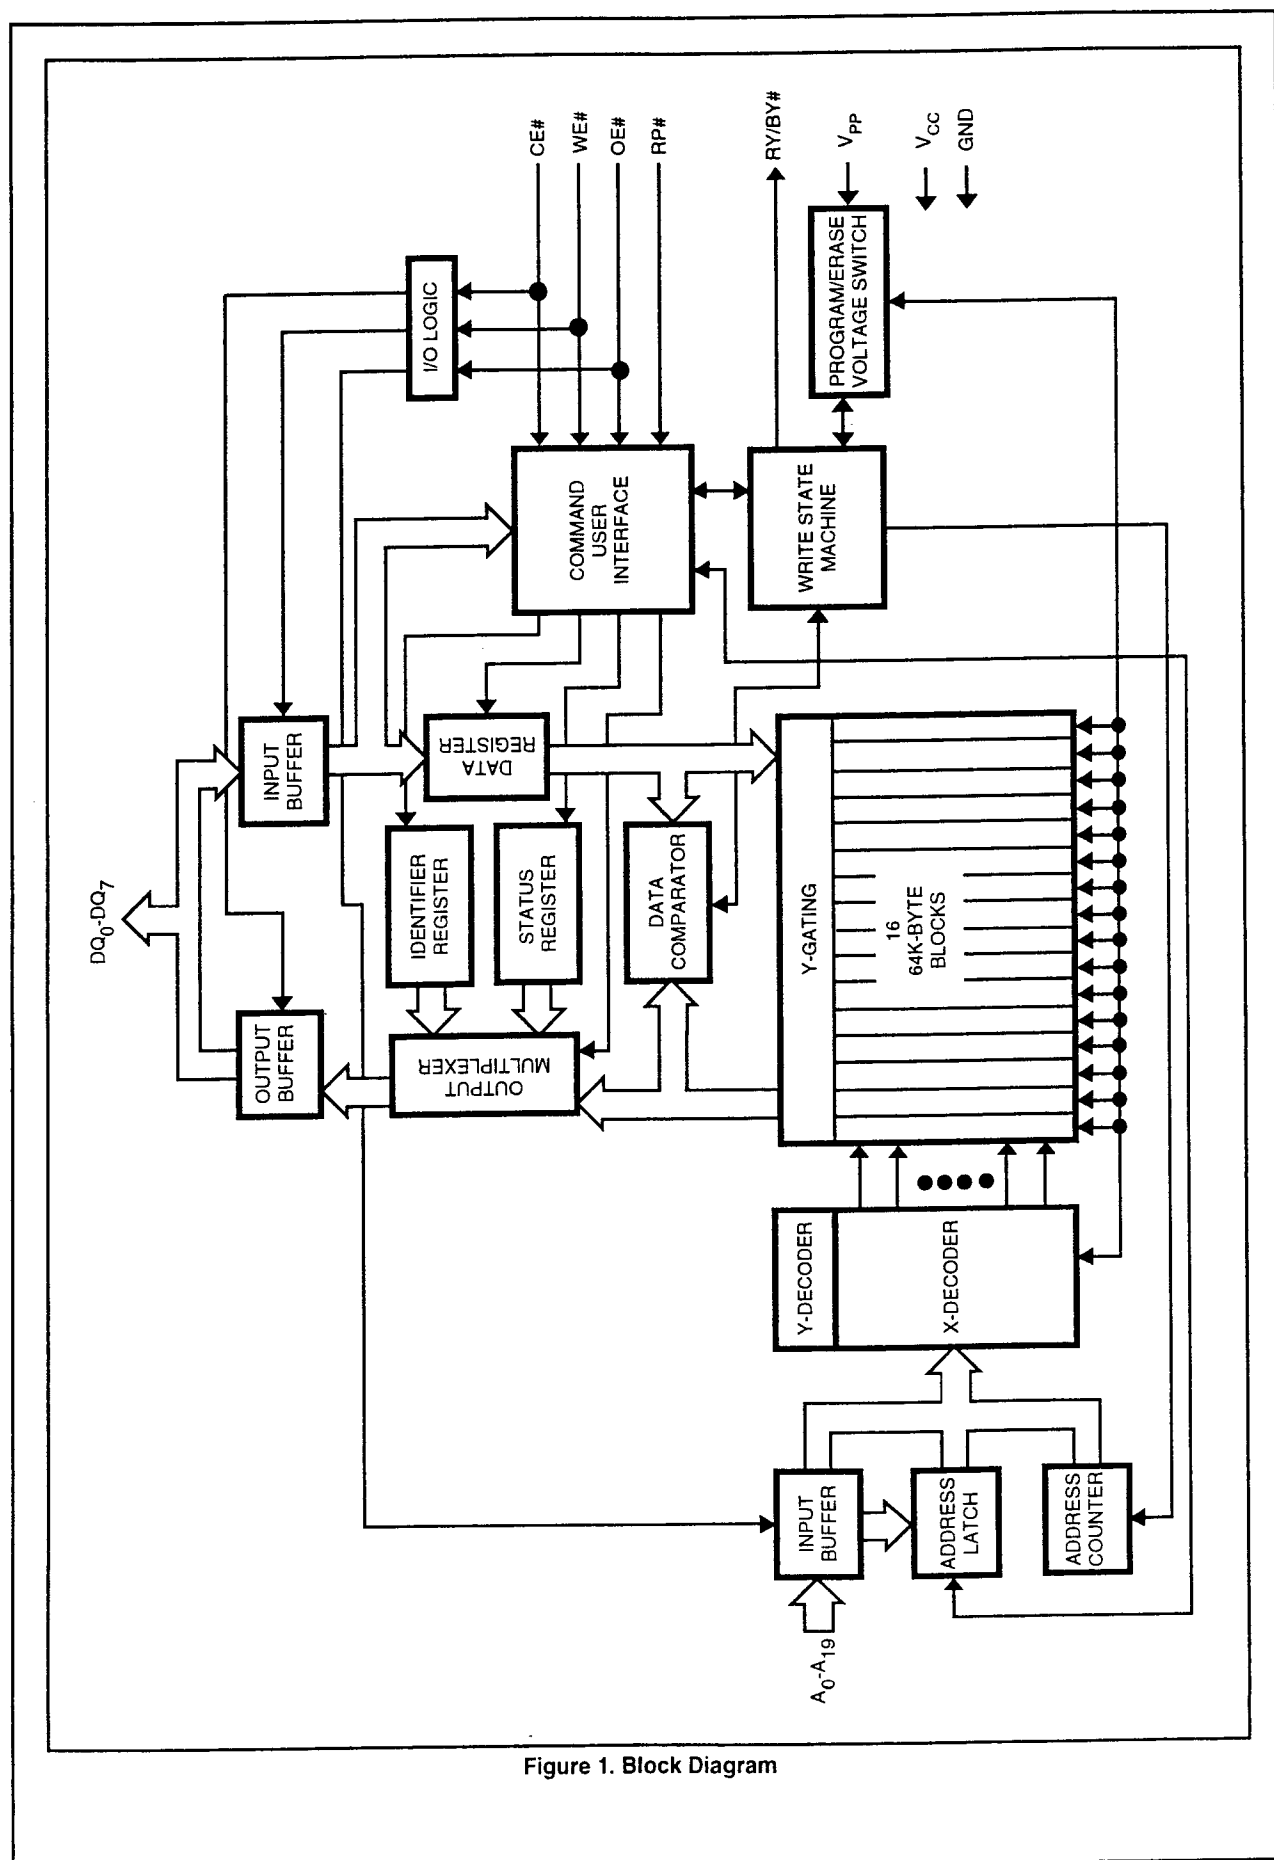 DQ0-DQ7
OUTPUT
BUFFER
INPUT
BUFFER
I/O LOGIC
CE#
WE#
OE#
RP#
IDENTIFIER
REGISTER
STATUS
REGISTER
DATA
REGISTER
OUTPUT
MULTIPLEXER
COMMAND
USER
INTERFACE
DATA
COMPARATOR
RY/BY#
WRITE STATE
MACHINE
PROGRAM/ERASE
VOLTAGE SWITCH
VPP
VCC
GND
A0-A19
INPUT
BUFFER
Y-DECODER
X-DECODER
Y-GATING
16
64K-BYTE
BLOCKS
ADDRESS
LATCH
ADDRESS
COUNTER
Figure 1. Block Diagram